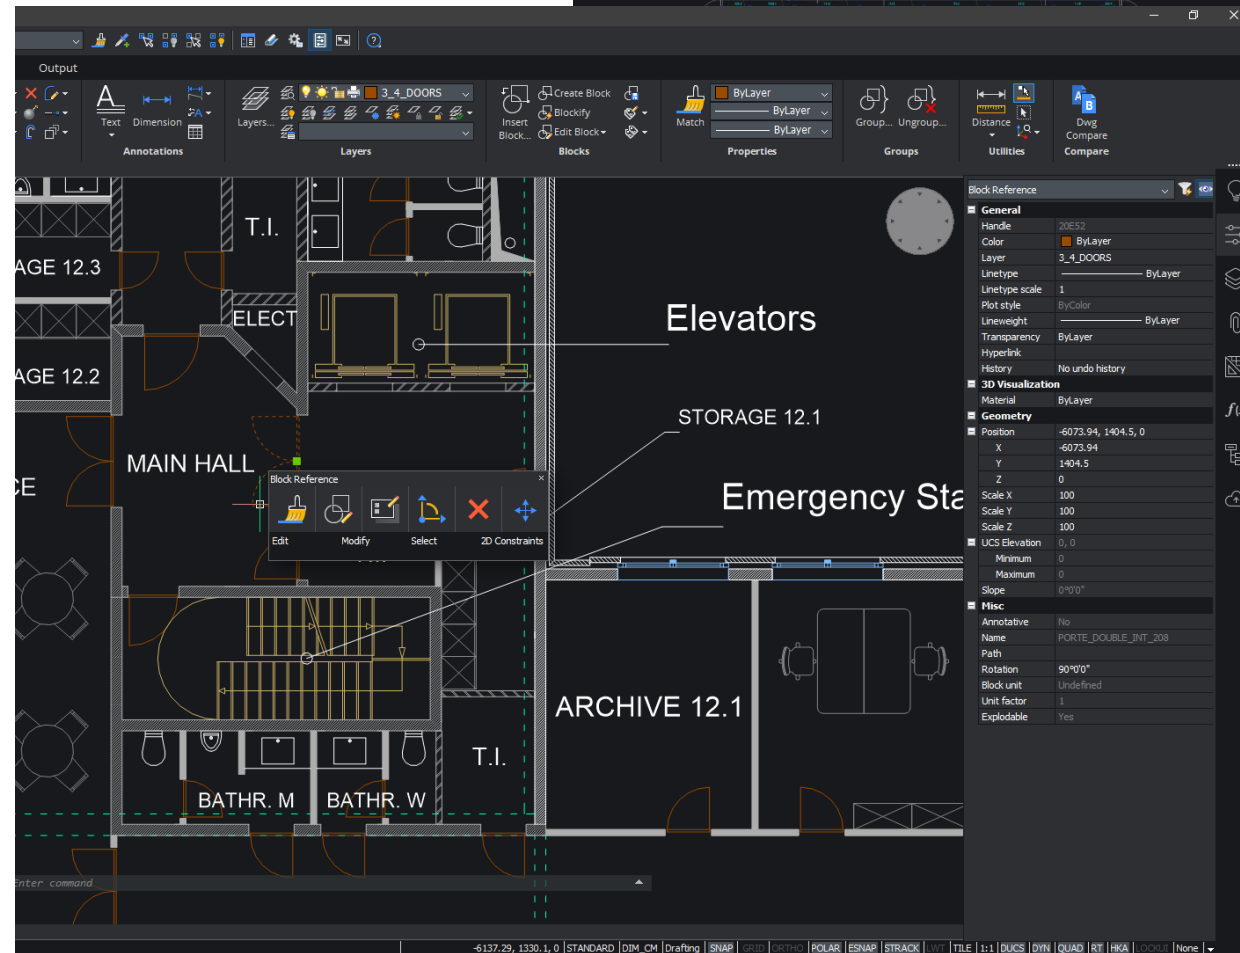 Output
3_4_DOORS
Text
Dimension
Layers...
Insert
Block...
Create Block
Blockify
Edit Block
Match
ByLayer
ByLayer
ByLayer
Group...
Ungroup...
Distance
Dwg
Compare
Annotations
Layers
Blocks
Properties
Groups
Utilities
Compare
T.I.
AGE 12.3
ELECT
AGE 12.2
MAIN HALL
CE
Elevators
STORAGE 12.1
Emergency Sta
ARCHIVE 12.1
T.I.
BATHR. M
BATHR. W
Block Reference
Edit
Modify
Select
2D Constraints
Enter command
Block Reference
General
Handle 20E52
Color ByLayer
Layer 3_4_DOORS
Linetype ByLayer
Linetype scale 1
Plot style ByColor
Lineweight ByLayer
Transparency ByLayer
Hyperlink
History No undo history
3D Visualization
Material ByLayer
Geometry
Position -6073.94, 1404.5, 0
X -6073.94
Y 1404.5
Z 0
Scale X 100
Scale Y 100
Scale Z 100
UCS Elevation 0, 0
Minimum 0
Maximum 0
Slope 0°0'0"
Misc
Annotative No
Name PORTE_DOUBLE_INT_208
Path
Rotation 90°0'0"
Block unit Undefined
Unit factor 1
Explodable Yes
-6137.29, 1330.1, 0 STANDARD DIM_CM Drafting SNAP GRID ORTHO POLAR ESNAP STRACK LWT TILE 1:1 DUCS DYN QUAD RT HKA LOCKUI None